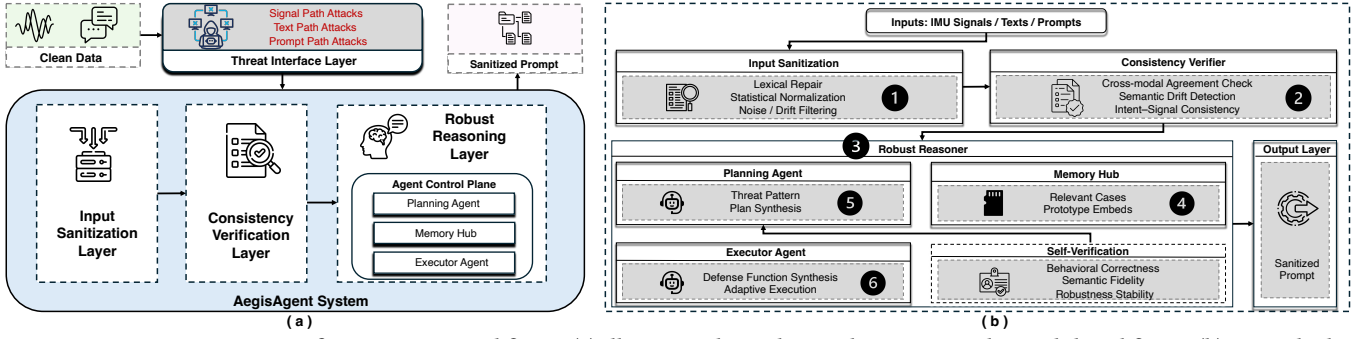 Clean Data
Signal Path Attacks
Text Path Attacks
Prompt Path Attacks
Threat Interface Layer
Sanitized Prompt
Input
Sanitization
Layer
Consistency
Verification
Layer
Robust
Reasoning
Layer
Agent Control Plane
Planning Agent
Memory Hub
Executor Agent
AegisAgent System
( a )
Inputs: IMU Signals / Texts / Prompts
Input Sanitization
Lexical Repair
Statistical Normalization
Noise / Drift Filtering
1
Consistency Verifier
Cross-modal Agreement Check
Semantic Drift Detection
Intent–Signal Consistency
2
3
Robust Reasoner
Planning Agent
Threat Pattern
Plan Synthesis
5
Memory Hub
Relevant Cases
Prototype Embeds
4
Executor Agent
Defense Function Synthesis
Adaptive Execution
6
Self-Verification
Behavioral Correctness
Semantic Fidelity
Robustness Stability
Output Layer
Sanitized
Prompt
( b )